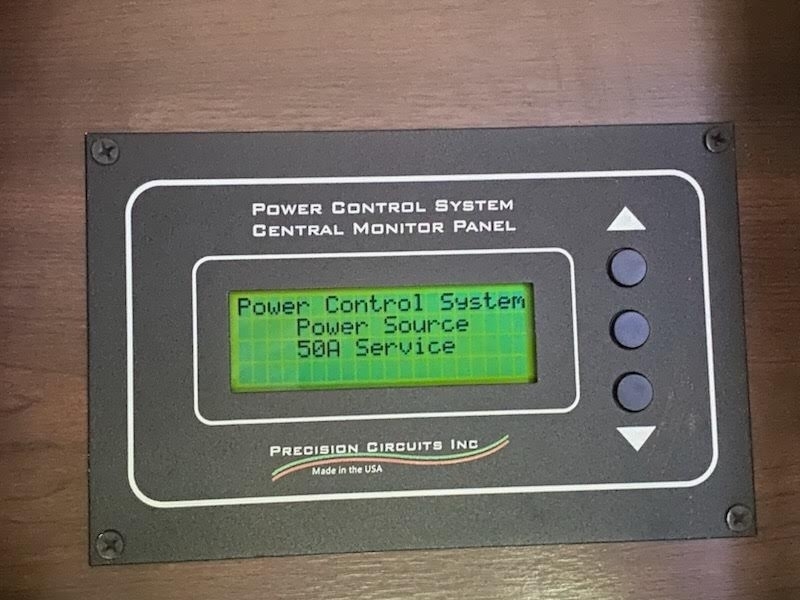 POWER CONTROL SYSTEM
CENTRAL MONITOR PANEL
Power Control System
Power Source
50A Service
PRECISION CIRCUITS INC
Made in the USA